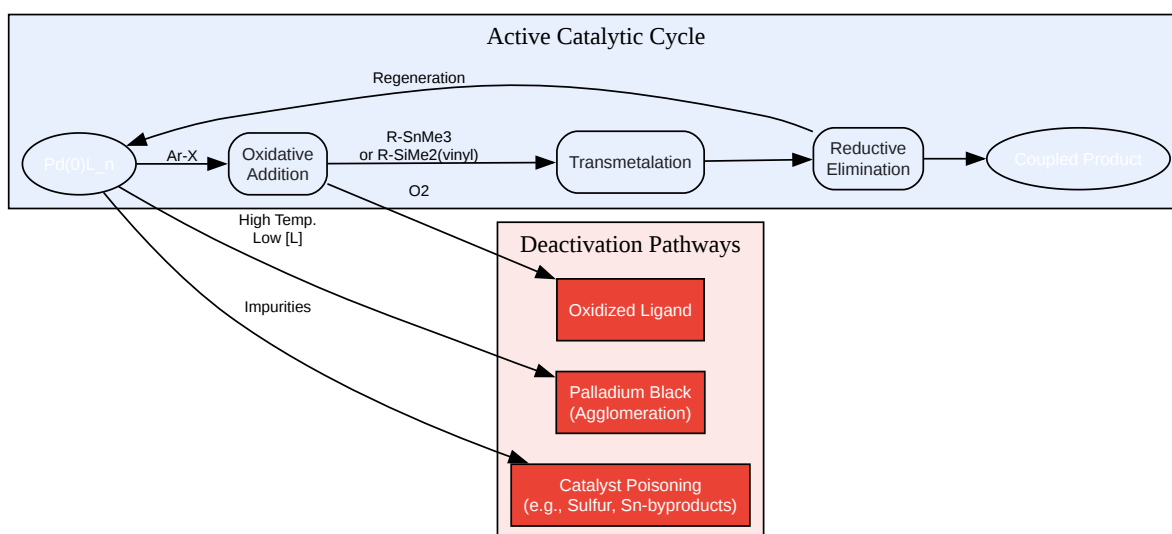 Active Catalytic Cycle
Regeneration
Pd(0)L_n
Ar-X
Oxidative
Addition
R-SnMe3
or R-SiMe2(vinyl)
Transmetalation
Reductive
Elimination
Coupled Product
O2
High Temp.
Low [L]
Impurities
Deactivation Pathways
Oxidized Ligand
Palladium Black
(Agglomeration)
Catalyst Poisoning
(e.g., Sulfur, Sn-byproducts)